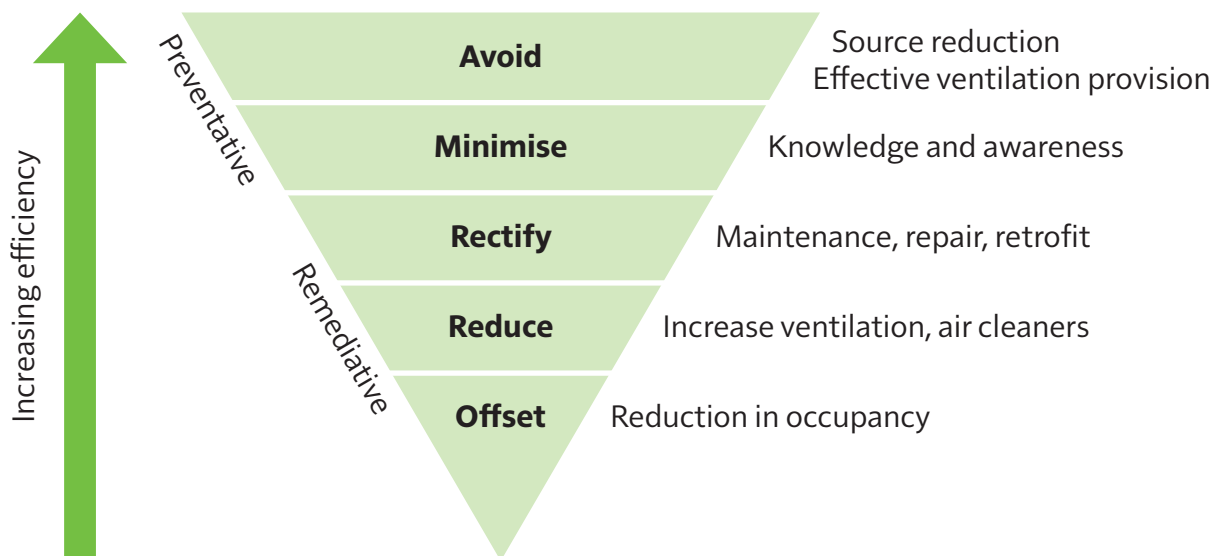 Increasing efficiency
Preventative
Remediative
Avoid
Source reduction
Effective ventilation provision
Minimise
Knowledge and awareness
Rectify
Maintenance, repair, retrofit
Reduce
Increase ventilation, air cleaners
Offset
Reduction in occupancy